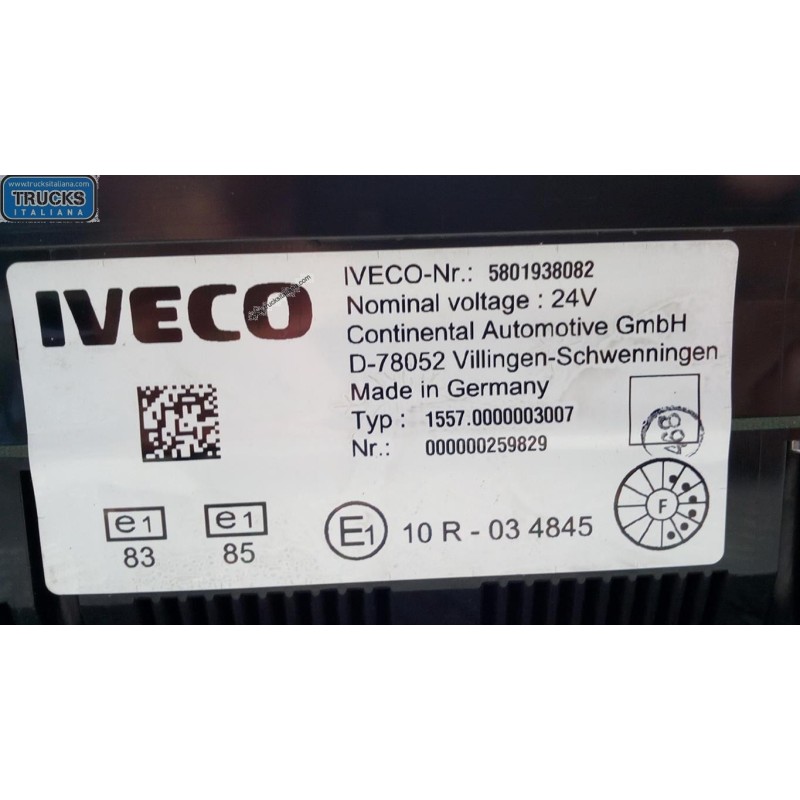 www.trucksitaliana.com
TRUCKS
ITALIANA
IVECO
IVECO-Nr.: 5801938082
Nominal voltage : 24V
Continental Automotive GmbH
D-78052 Villingen-Schwenningen
Made in Germany
Typ : 1557.0000003007
Nr.: 000000259829
468
F
e1
83
e1
85
E1
10 R - 03 4845